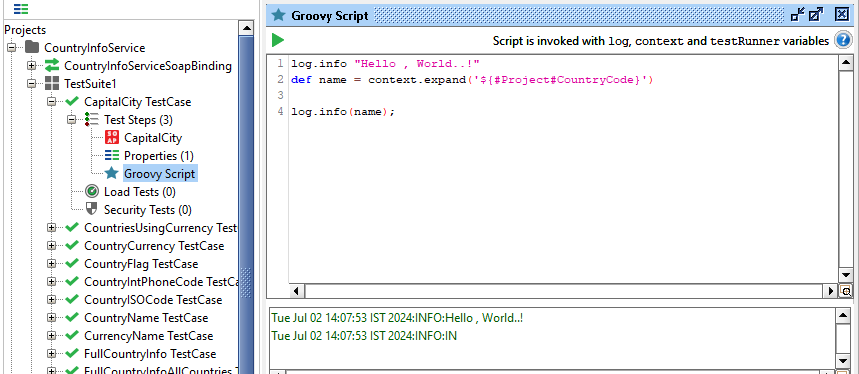 Projects
CountryInfoService
CountryInfoServiceSoapBinding
TestSuite1
CapitalCity TestCase
Test Steps (3)
SOAP
CapitalCity
Properties (1)
Groovy Script
Load Tests (0)
Security Tests (0)
CountriesUsingCurrency Test
CountryCurrency TestCase
CountryFlag TestCase
CountryIntPhoneCode TestCa
CountryISOCode TestCase
CountryName TestCase
CurrencyName TestCase
FullCountryInfo TestCase
FullCountryInfoAllCountries T
Groovy Script
Script is invoked with log, context and testRunner variables ?
1 log.info "Hello , World..!"
2 def name = context.expand('${#Project#CountryCode}')
3
4 log.info(name);
Tue Jul 02 14:07:53 IST 2024:INFO:Hello , World..!
Tue Jul 02 14:07:53 IST 2024:INFO:IN